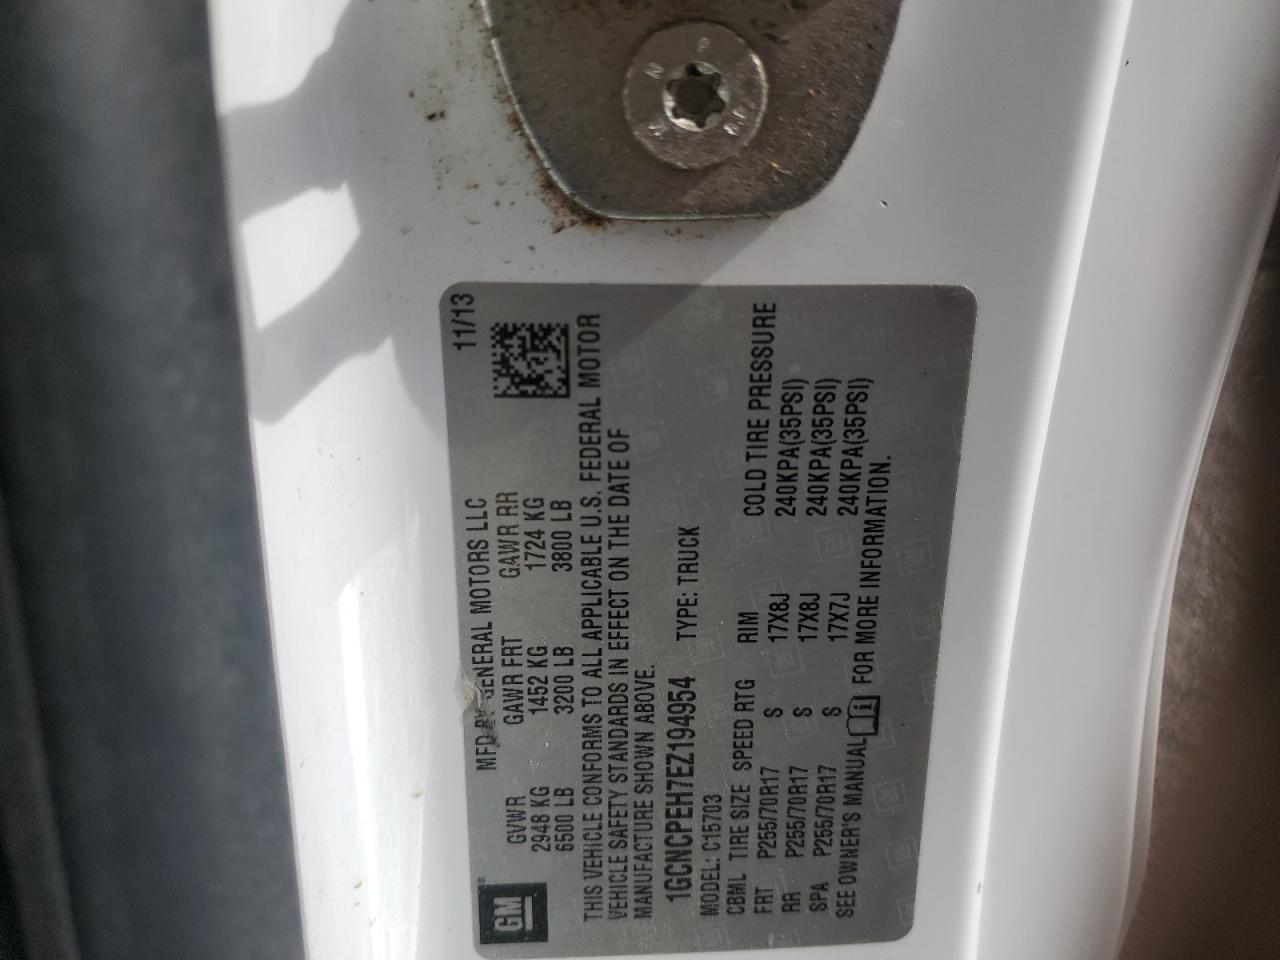 GM
MFD BY GENERAL MOTORS LLC 11/13
GVWR GAWR FRT GAWR RR
2948 KG 1452 KG 1724 KG
6500 LB 3200 LB 3800 LB
THIS VEHICLE CONFORMS TO ALL APPLICABLE U.S. FEDERAL MOTOR
VEHICLE SAFETY STANDARDS IN EFFECT ON THE DATE OF
MANUFACTURE SHOWN ABOVE.
1GCNCPEH7EZ194954 TYPE: TRUCK
MODEL: C15703
CBML TIRE SIZE SPEED RTG RIM COLD TIRE PRESSURE
FRT P255/70R17 S 17X8J 240KPA(35PSI)
RR P255/70R17 S 17X8J 240KPA(35PSI)
SPA P255/70R17 S 17X7J 240KPA(35PSI)
SEE OWNER'S MANUAL FOR MORE INFORMATION.